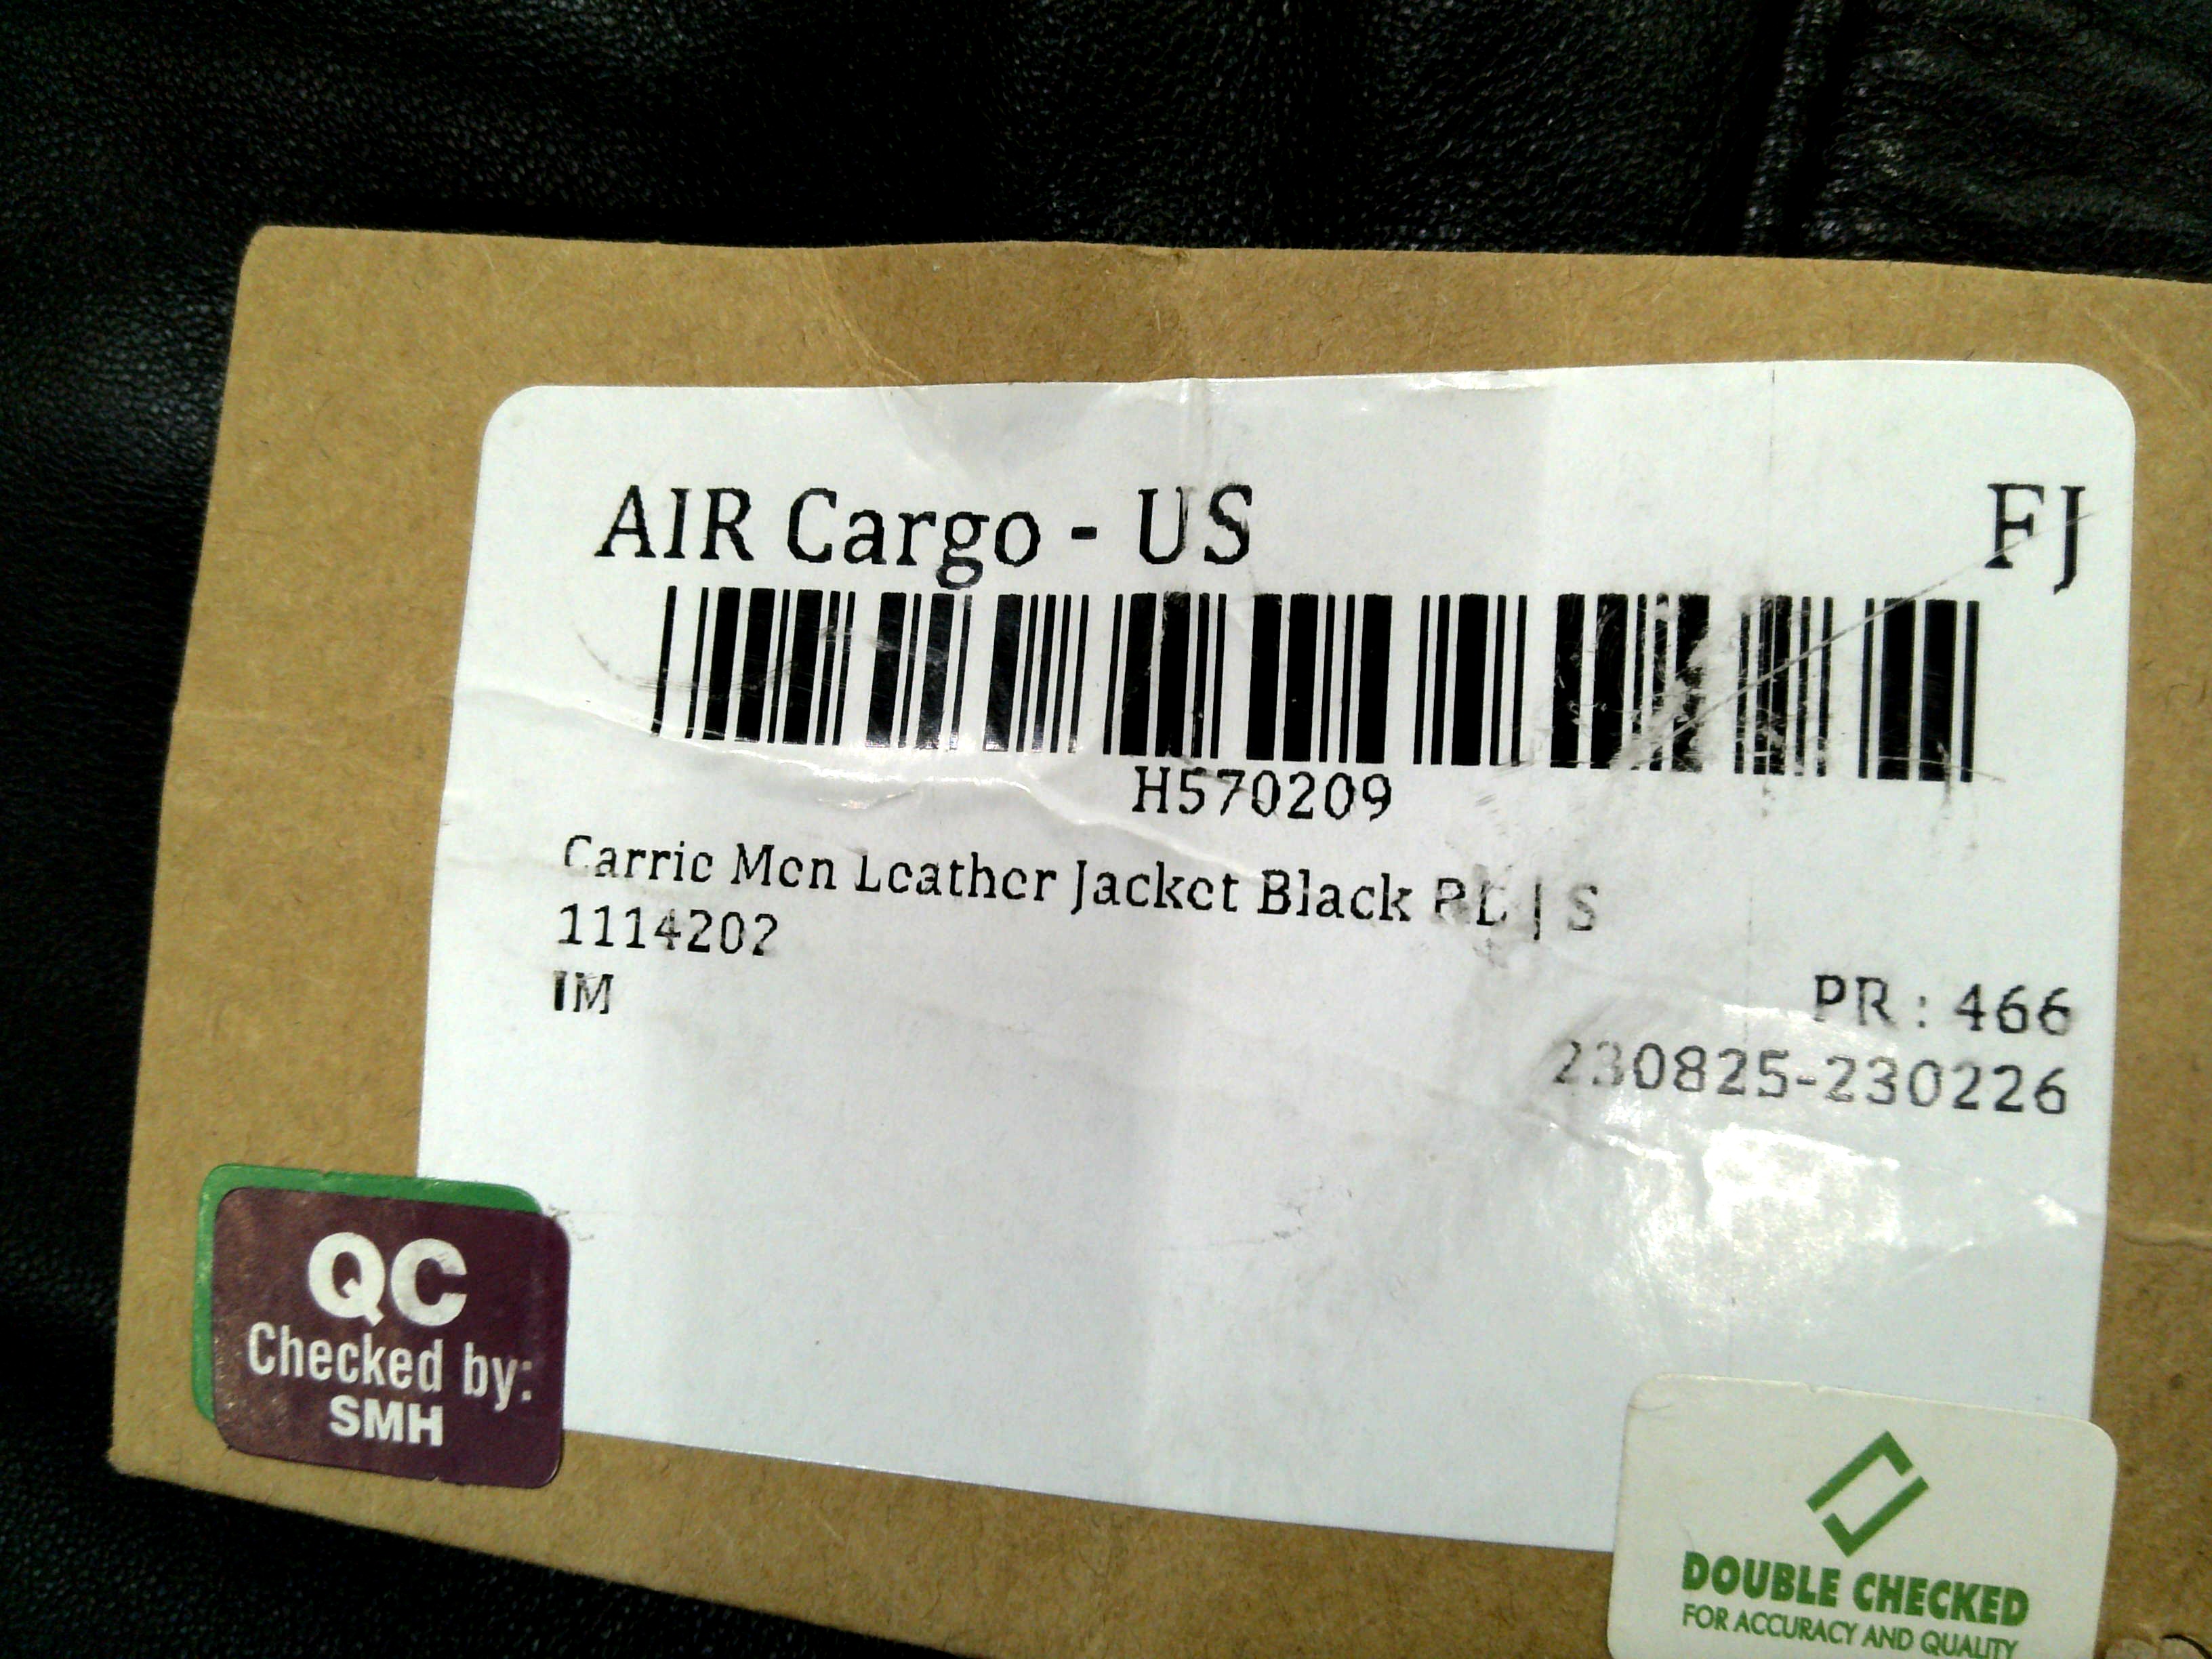 AIR Cargo - US FJ
H570209
Carrie Men Leather Jacket Black | S
1114202
IM
PR : 466
230825-230226
QC
Checked by:
SMH
DOUBLE CHECKED
FOR ACCURACY AND QUALITY